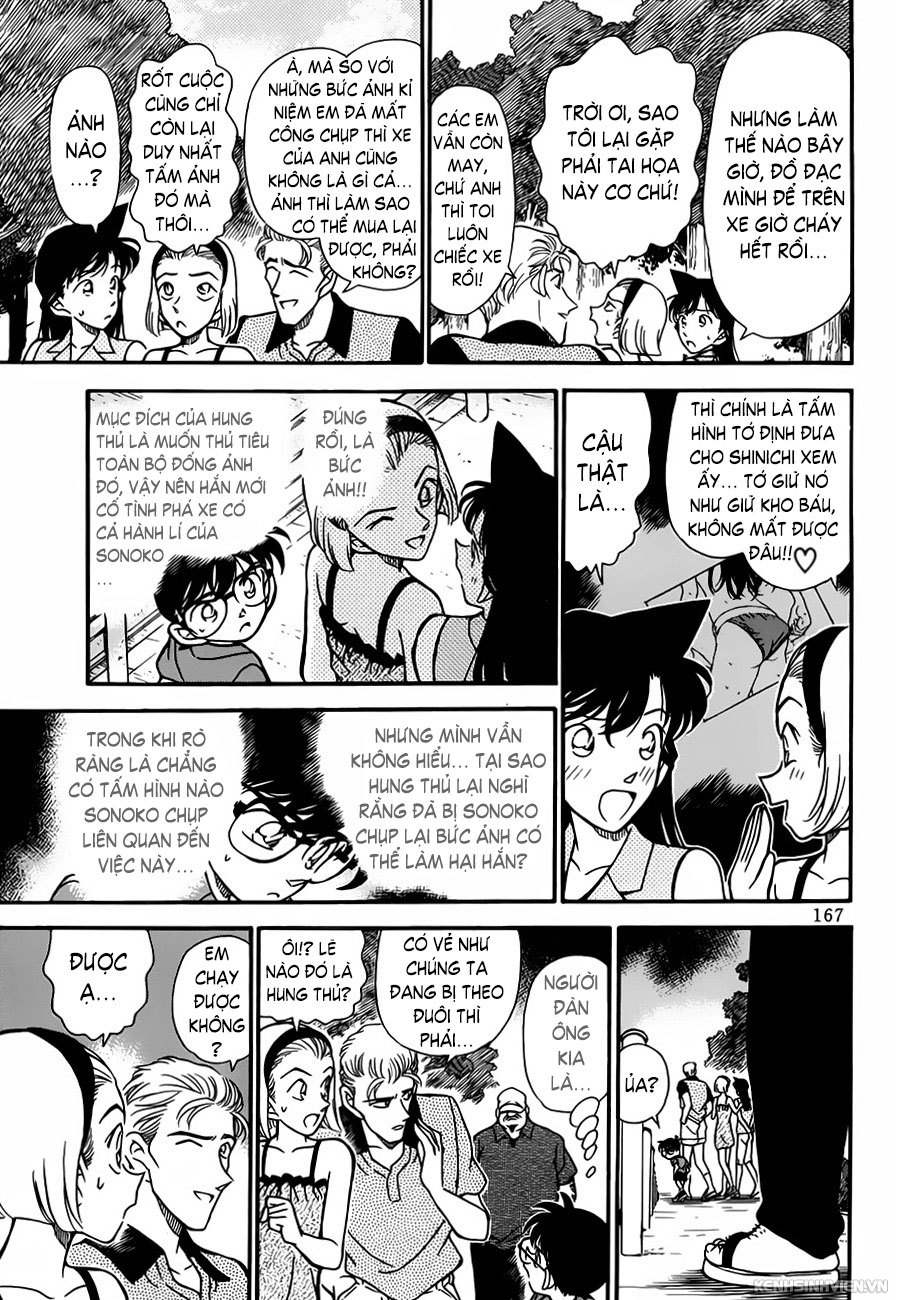 NHƯNG LÀM
THẾ NÀO BÂY
GIỜ, ĐỒ ĐẠC
MÌNH ĐỂ TRÊN
XE GIỜ CHÁY
HẾT RỒI...
TRỜI ƠI, SAO
TÔI LẠI GẶP
PHẢI TAI HỌA
NÀY CƠ CHỨ!
CÁC EM
VẪN CÒN
MAY,
CHỨ ANH
THÌ TOI
LUÔN
CHIẾC XE
RỒI!
À, MÀ SO VỚI
NHỮNG BỨC ẢNH KỈ
NIỆM EM ĐÃ MẤT
CÔNG CHỤP THÌ XE
CỦA ANH CŨNG
KHÔNG LÀ GÌ CẢ...
ẢNH THÌ LÀM SAO
CÓ THỂ MUA LẠI
ĐƯỢC, PHẢI
KHÔNG?
RỐT CUỘC
CŨNG CHỈ
CÒN LẠI
DUY NHẤT
TẤM ẢNH
ĐÓ MÀ
THÔI...
ẢNH
NÀO
...?
THÌ CHÍNH LÀ TẤM
HÌNH TỚ ĐỊNH ĐƯA
CHO SHINICHI XEM
ẤY... TỚ GIỮ NÓ
NHƯ GIỮ KHO BÁU,
KHÔNG MẤT ĐƯỢC
ĐÂU!!♡
CẬU
THẬT
LÀ...
ĐÚNG
RỒI, LÀ
BỨC
ẢNH!!
MỤC ĐÍCH CỦA HUNG
THỦ LÀ MUỐN THỦ TIÊU
TOÀN BỘ ĐỐNG ẢNH
ĐÓ, VẬY NÊN HẮN MỚI
CỐ TÌNH PHÁ XE CÓ
CẢ HÀNH LÍ CỦA
SONOKO
...
NHƯNG MÌNH VẪN
KHÔNG HIỂU... TẠI SAO
HUNG THỦ LẠI NGHĨ
RẰNG ĐÃ BỊ SONOKO
CHỤP LẠI BỨC ẢNH CÓ
THỂ LÀM HẠI HẮN?
TRONG KHI RÕ
RÀNG LÀ CHẲNG
CÓ TẤM HÌNH NÀO
SONOKO CHỤP
LIÊN QUAN ĐẾN
VIỆC NÀY...
167
ỦA?
NGƯỜI
ĐÀN
ÔNG
KIA
LÀ...
CÓ VẺ NHƯ
CHÚNG TA
ĐANG BỊ THEO
ĐUÔI THÌ
PHẢI...
ÔI!? LẼ
NÀO ĐÓ LÀ
HUNG THỦ?
EM
CHẠY
ĐƯỢC
KHÔNG
?
ĐƯỢC
Ạ...
KENHSINHVIEN.VN